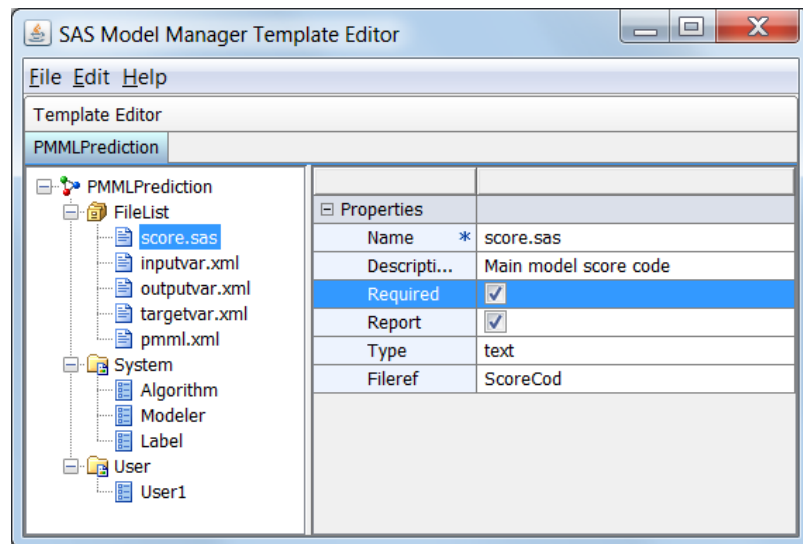 SAS Model Manager Template Editor
File Edit Help
Template Editor
PMMLPrediction
PMMLPrediction
FileList
score.sas
inputvar.xml
outputvar.xml
targetvar.xml
pmml.xml
System
Algorithm
Modeler
Label
User
User1
Properties
Name * score.sas
Descripti... Main model score code
Required
Report
Type text
Fileref ScoreCod